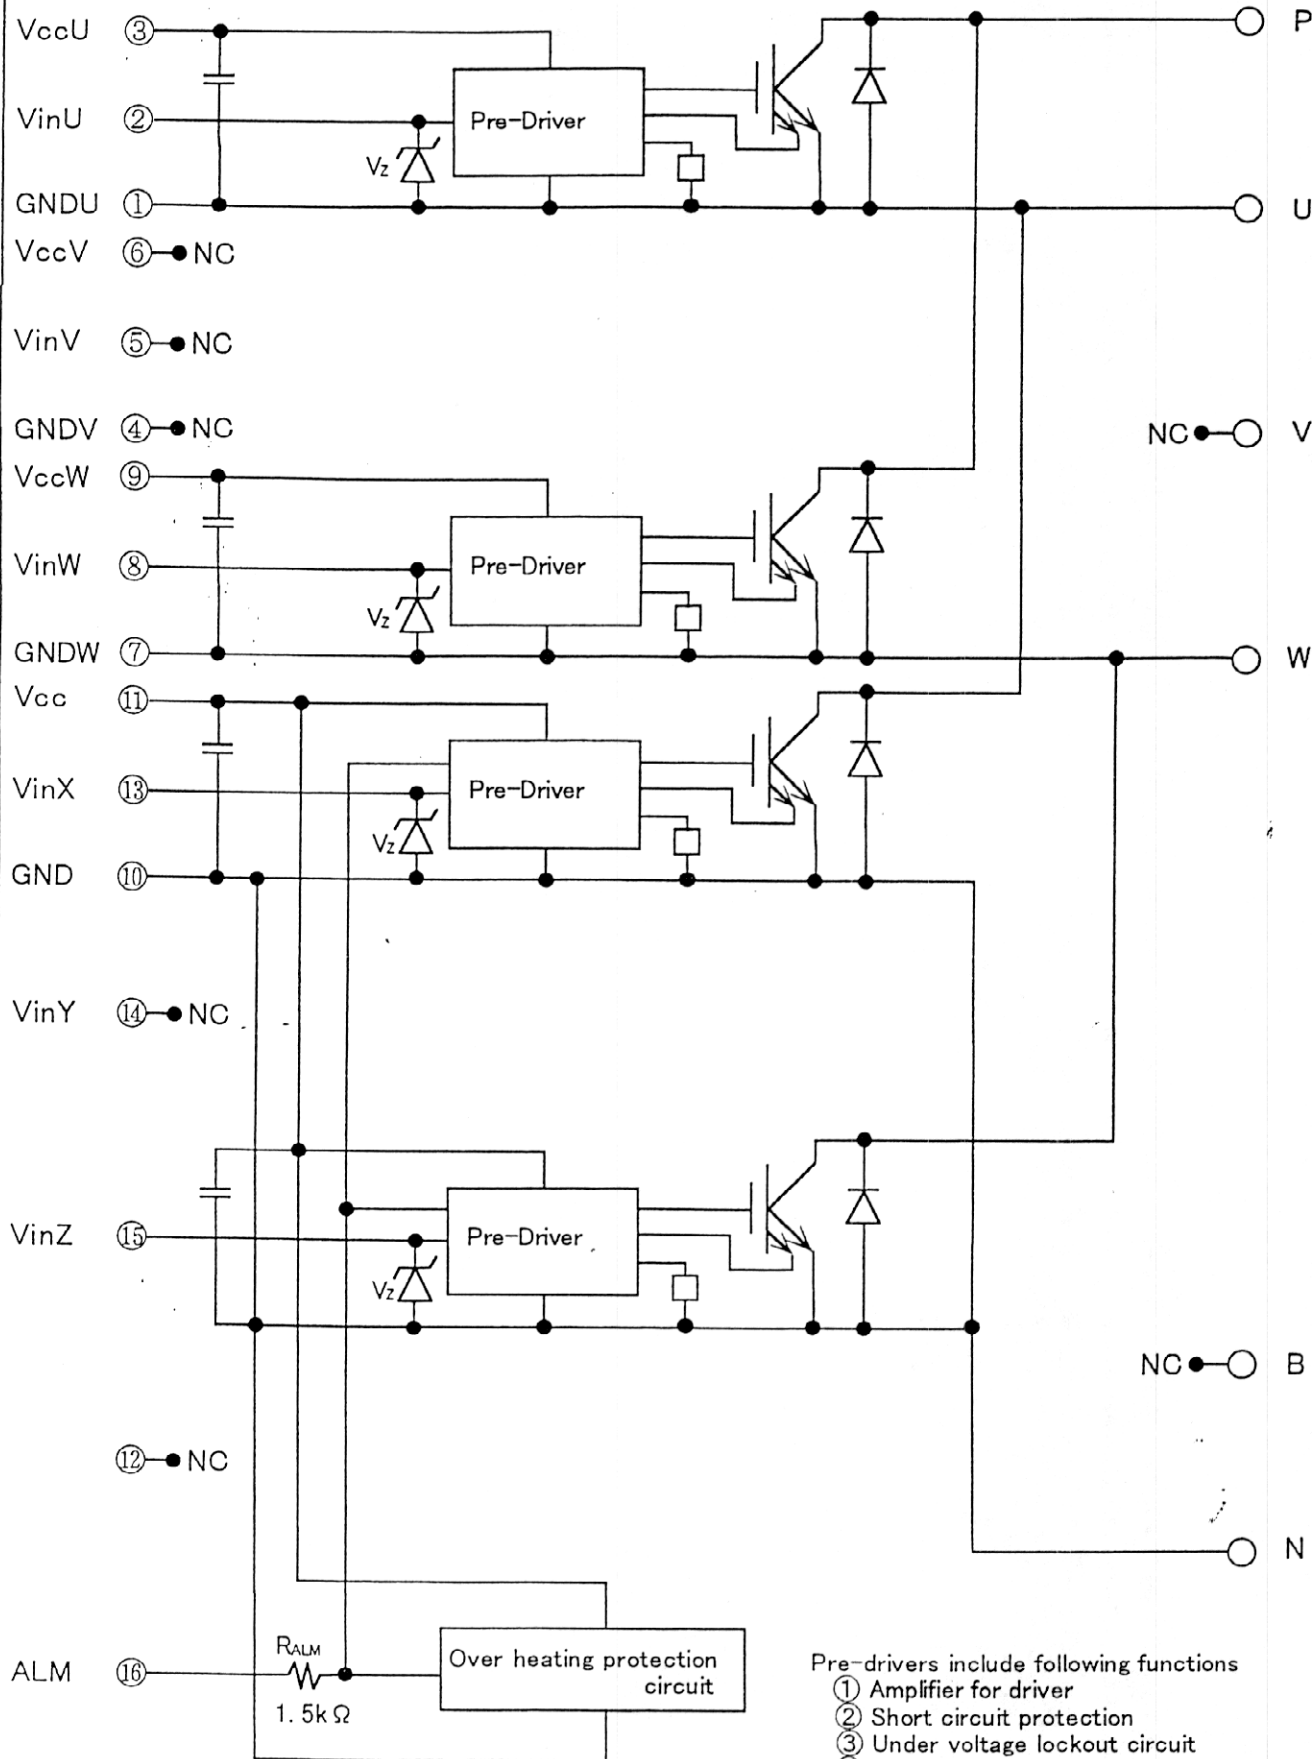 VccU ③ P
VinU ② Pre-Driver
Vz
GNDU ① U
VccV ⑥ NC
VinV ⑤ NC
GNDV ④ NC NC V
VccW ⑨
VinW ⑧ Pre-Driver
Vz
GNDW ⑦ W
Vcc ⑪
VinX ⑬ Pre-Driver
Vz
GND ⑩
VinY ⑭ NC
VinZ ⑮ Pre-Driver
Vz
NC B
⑫ NC
N
RALM
ALM ⑯
1.5kΩ
Over heating protection
circuit
Pre-drivers include following functions
① Amplifier for driver
② Short circuit protection
③ Under voltage lockout circuit